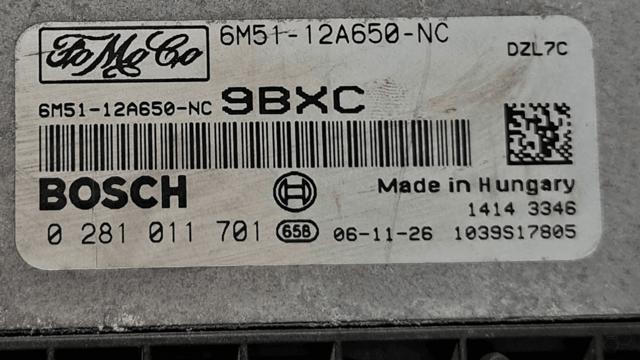 FoMoCo 6M51-12A650-NC
DZL7C
6M51-12A650-NC 9BXC
BOSCH
Made in Hungary
1414 3346
0 281 011 701 658 06-11-26 1039S17805